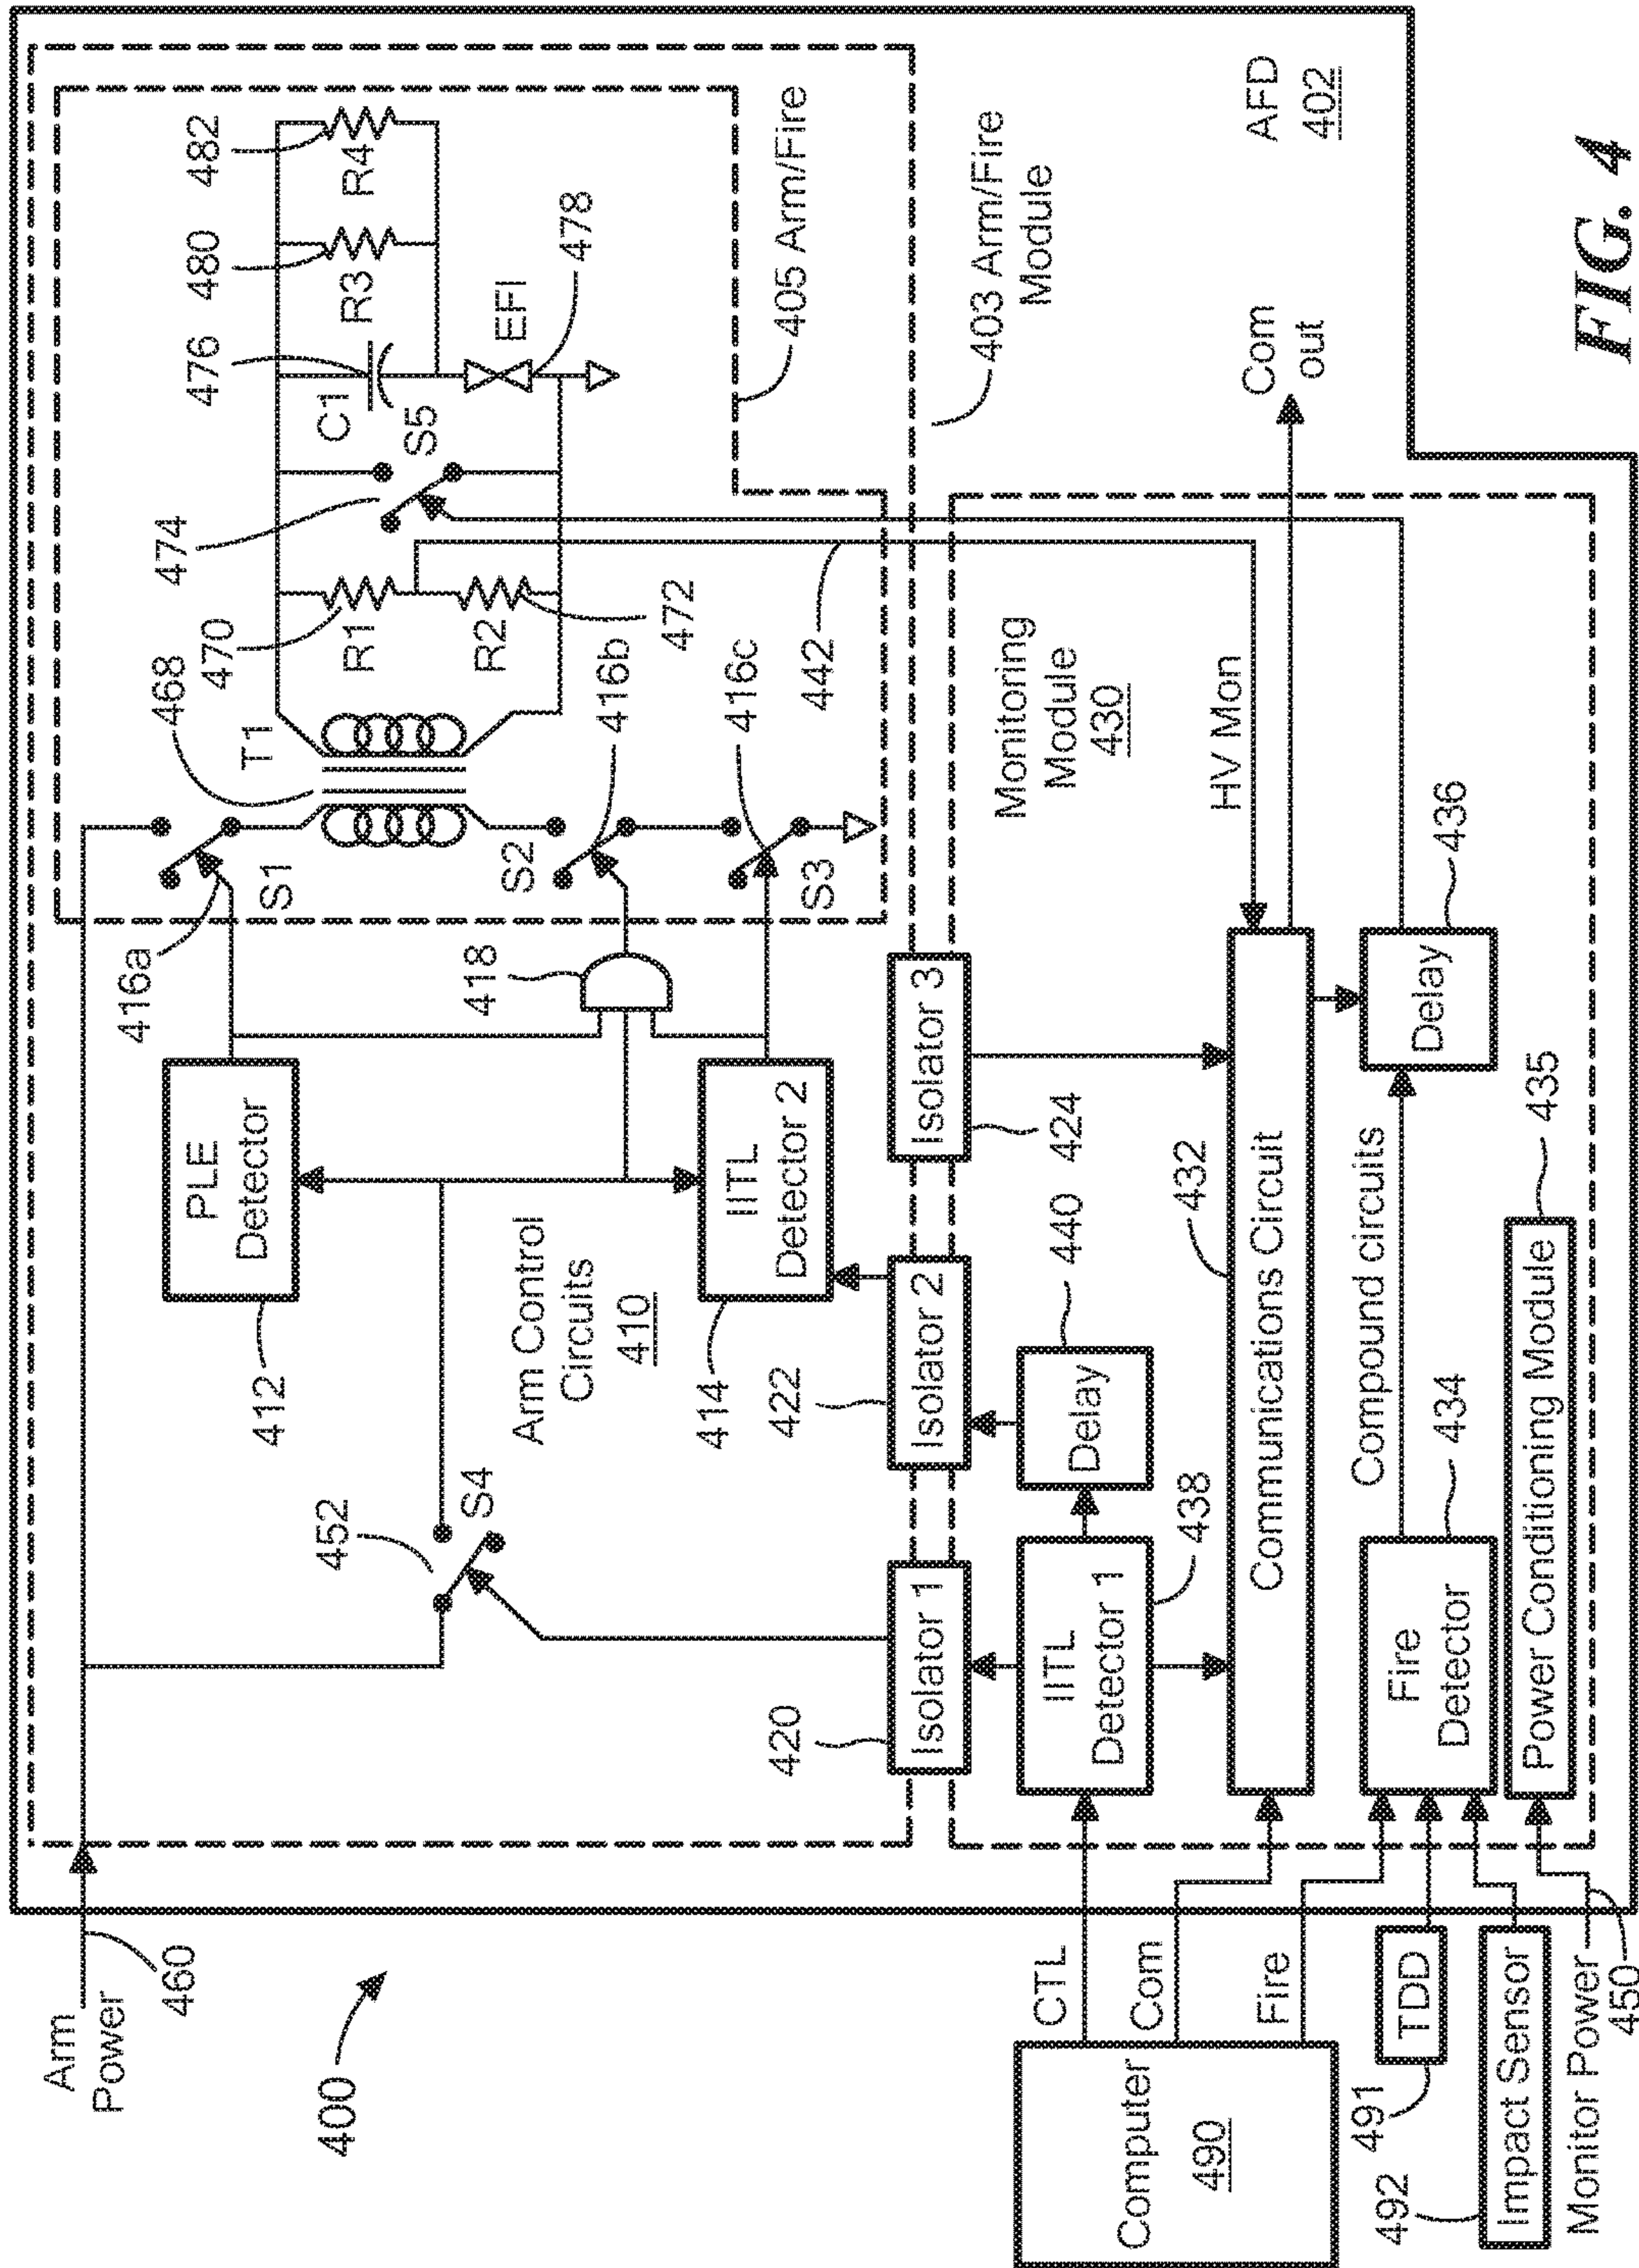 Arm
Power
460
400
Computer
490
CTL
Com
Fire
TDD
491
Impact Sensor
492
Monitor Power
450
452
S4
PLE
Detector
412
Arm Control
Circuits
410
IITL
Detector 2
414
418
416a
S1
468
T1
S2
416b
416c
S3
470
R1
R2
472
474
S5
476
C1
EFI
478
480
R3
482
R4
405 Arm/Fire
403 Arm/Fire
Module
442
Isolator 1
420
Isolator 2
422
Isolator 3
424
IITL
Detector 1
438
Delay
440
Monitoring
Module
430
HV Mon
Communications Circuit
432
Com
out
Fire
Detector
434
Compound circuits
Delay
436
Power Conditioning Module
435
AFD
402
FIG. 4